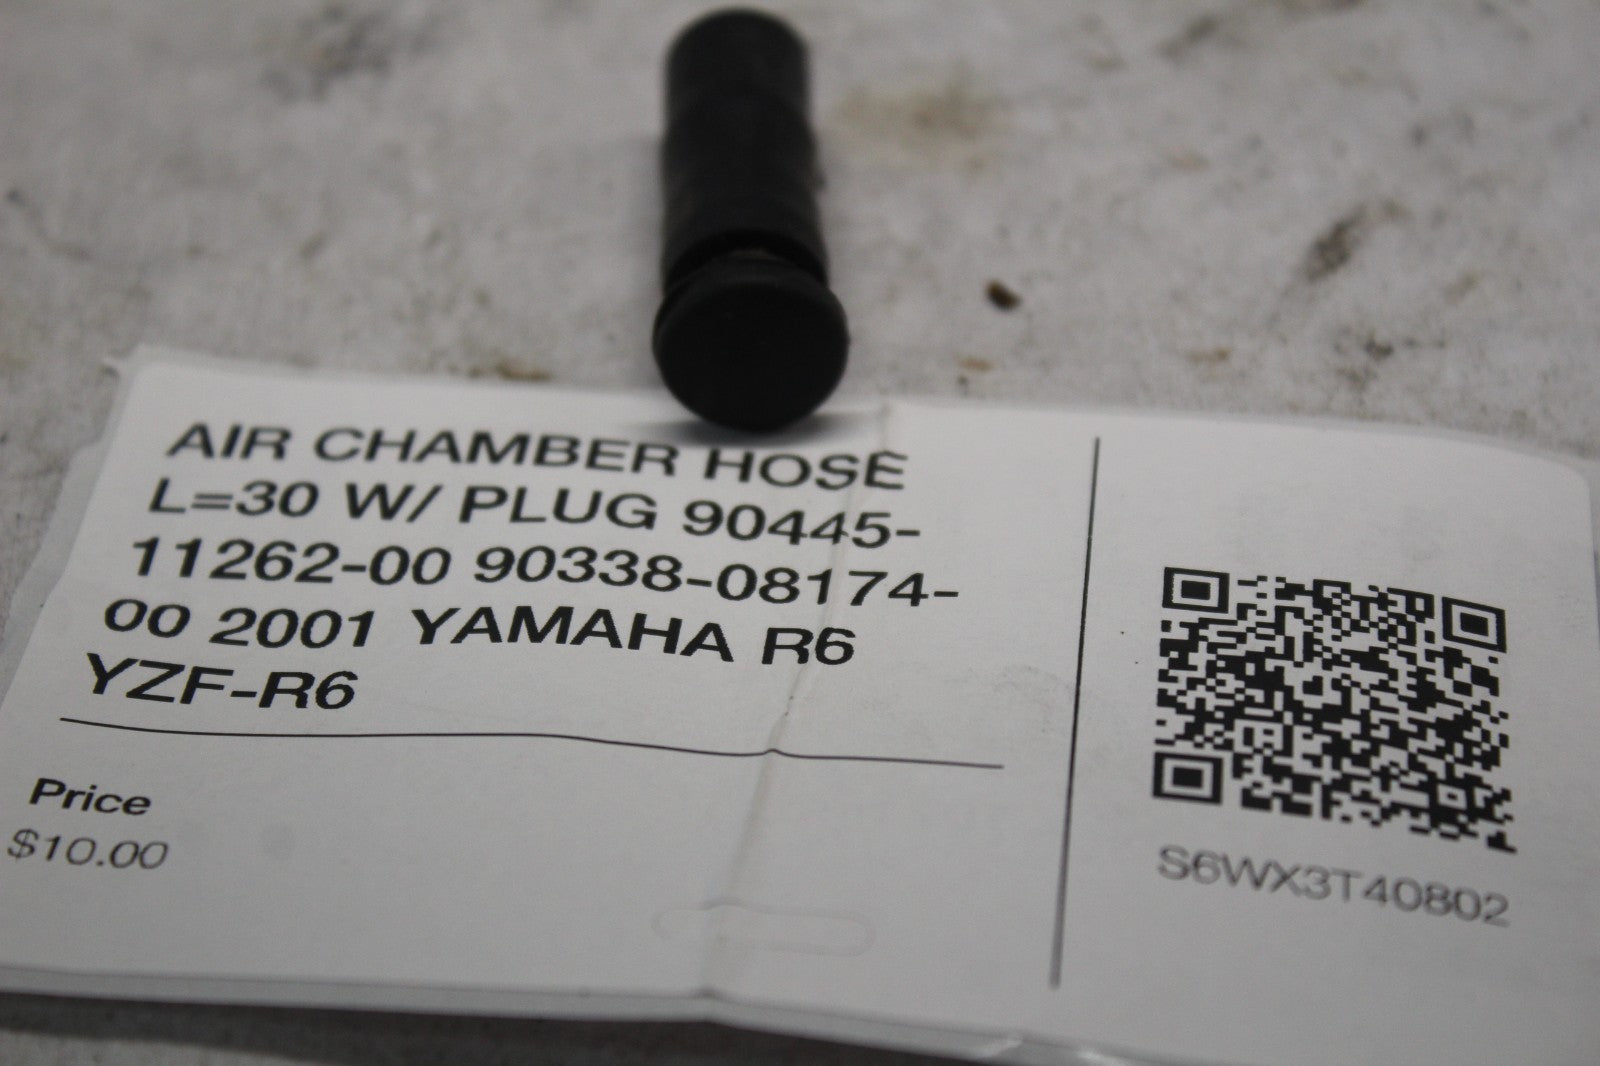 AIR CHAMBER HOSE
L=30 W/ PLUG 90445-
11262-00 90338-08174-
00 2001 YAMAHA R6
YZF-R6
Price
$10.00
S6WX3T40802